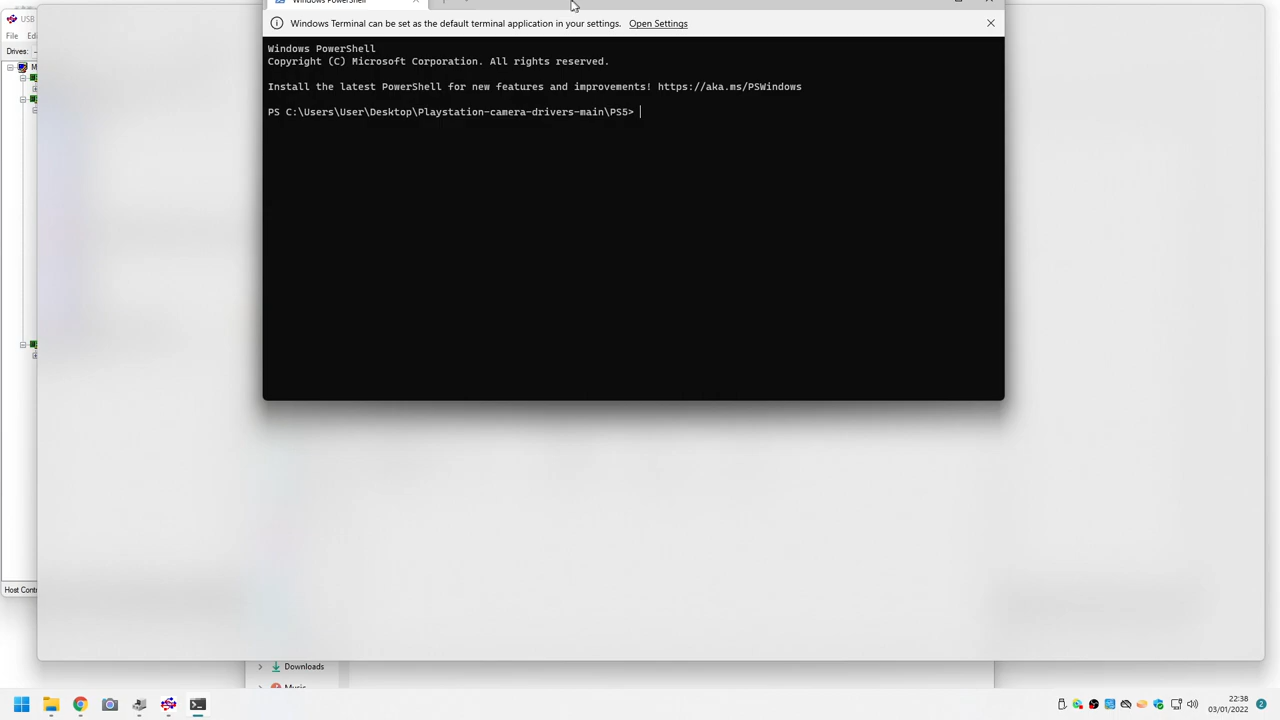 Windows PowerShell
USB
File
Windows Terminal can be set as the default terminal application in your settings. Open Settings
Drives:
Windows PowerShell
Copyright (C) Microsoft Corporation. All rights reserved.
Install the latest PowerShell for new features and improvements! https://aka.ms/PSWindows
PS C:\Users\User\Desktop\Playstation-camera-drivers-main\PS5>
Host Contr
Downloads
Music
22:38
03/01/2022
2